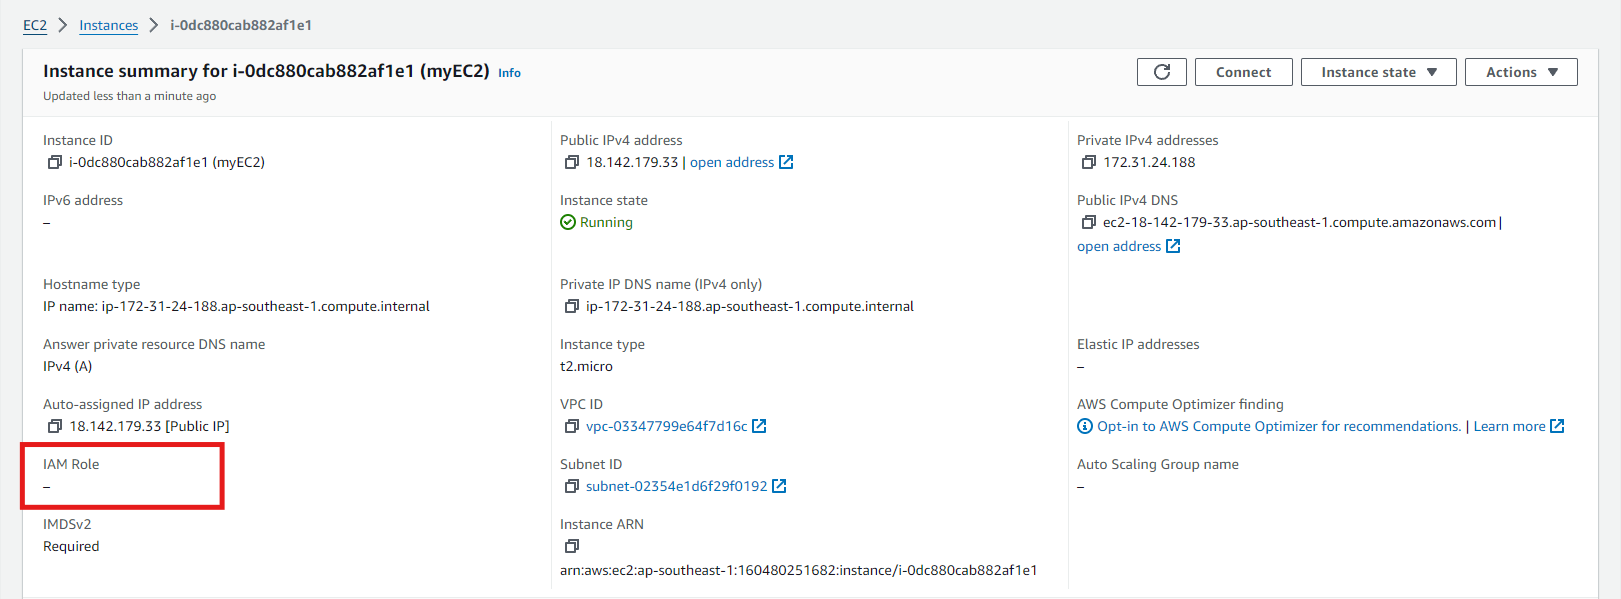 EC2 > Instances > i-0dc880cab882af1e1
Instance summary for i-0dc880cab882af1e1 (myEC2) Info
Updated less than a minute ago
Connect
Instance state
Actions
Instance ID
i-0dc880cab882af1e1 (myEC2)
Public IPv4 address
18.142.179.33 | open address
Private IPv4 addresses
172.31.24.188
IPv6 address
–
Instance state
Running
Public IPv4 DNS
ec2-18-142-179-33.ap-southeast-1.compute.amazonaws.com |
open address
Hostname type
IP name: ip-172-31-24-188.ap-southeast-1.compute.internal
Private IP DNS name (IPv4 only)
ip-172-31-24-188.ap-southeast-1.compute.internal
Answer private resource DNS name
IPv4 (A)
Instance type
t2.micro
Elastic IP addresses
–
Auto-assigned IP address
18.142.179.33 [Public IP]
VPC ID
vpc-03347799e64f7d16c
AWS Compute Optimizer finding
Opt-in to AWS Compute Optimizer for recommendations. | Learn more
IAM Role
–
Subnet ID
subnet-02354e1d6f29f0192
Auto Scaling Group name
–
IMDSv2
Required
Instance ARN
arn:aws:ec2:ap-southeast-1:160480251682:instance/i-0dc880cab882af1e1